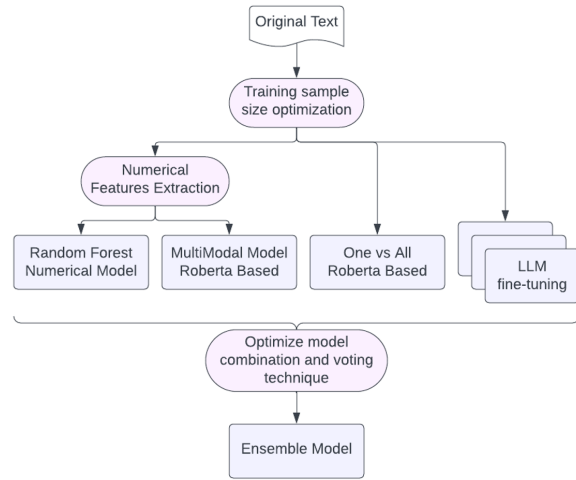 Original Text
Training sample
size optimization
Numerical
Features Extraction
Random Forest
Numerical Model
MultiModal Model
Roberta Based
One vs All
Roberta Based
LLM
fine-tuning
Optimize model
combination and voting
technique
Ensemble Model